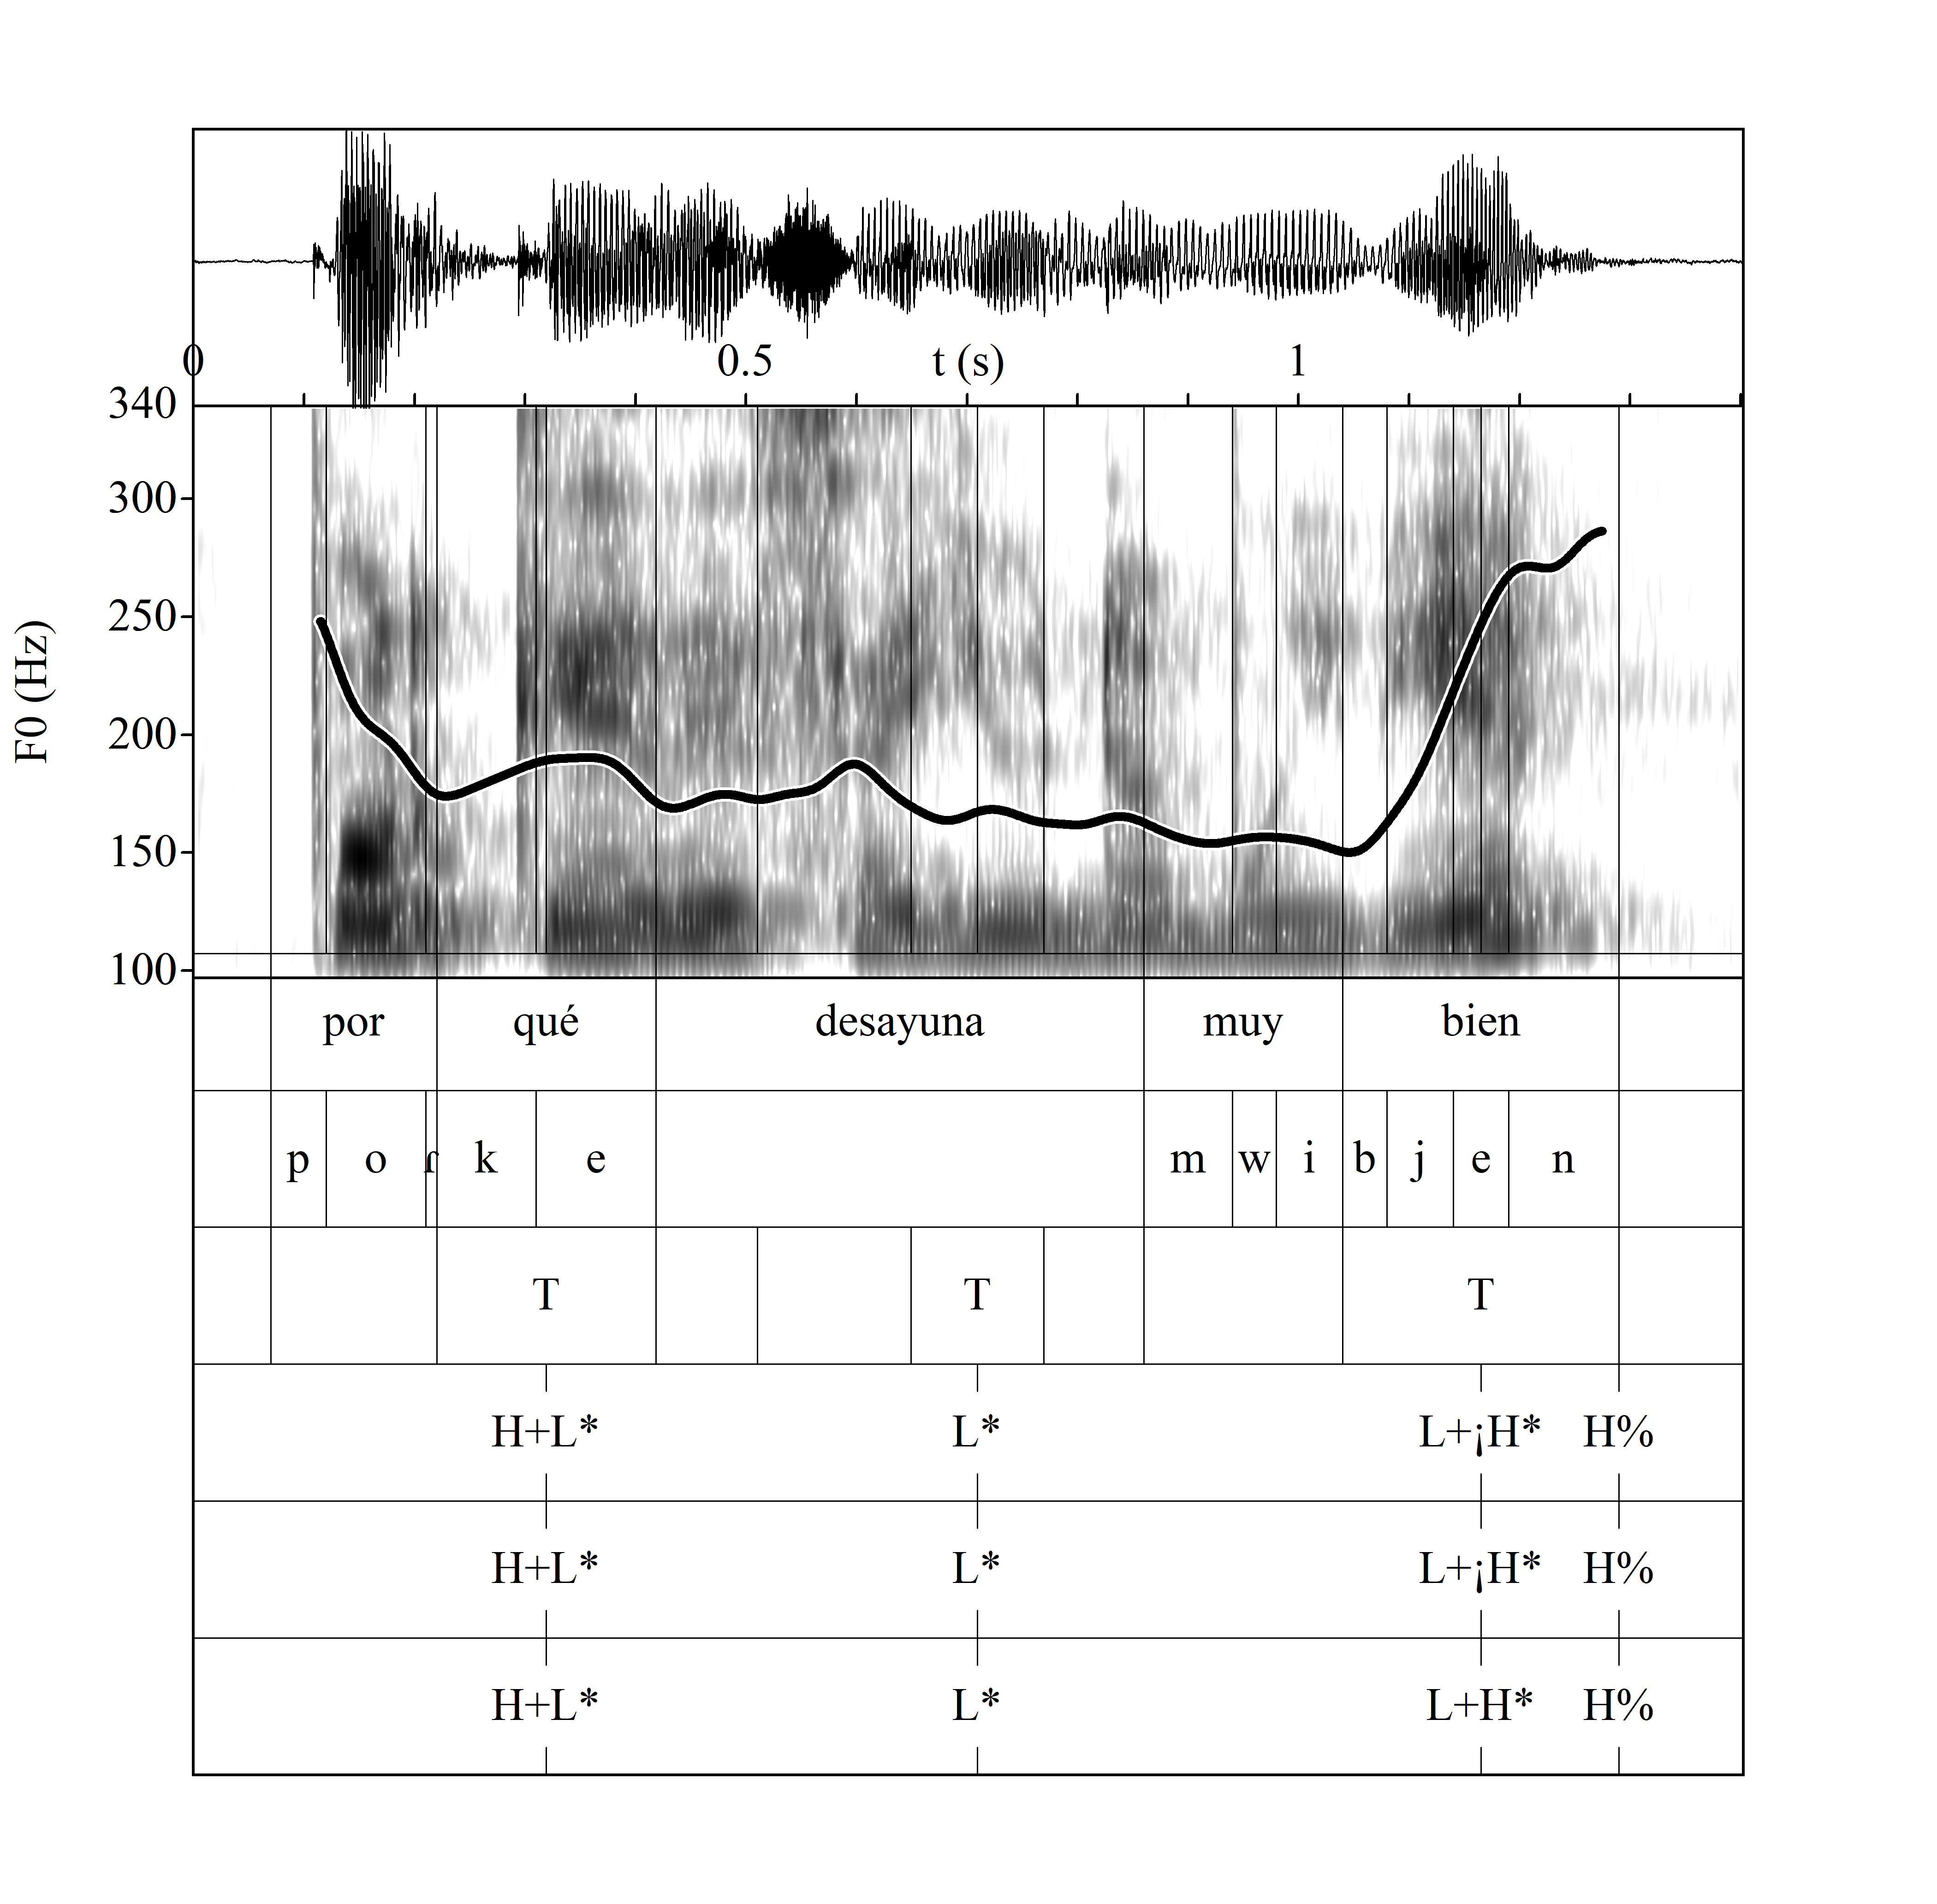 0 0.5 t (s) 1
340
300
250
200
150
100
F0 (Hz)
por qué desayuna muy bien
p o ɾ k e m w i b j e n
T T T
H+L* L* L+¡H* H%
H+L* L* L+¡H* H%
H+L* L* L+H* H%